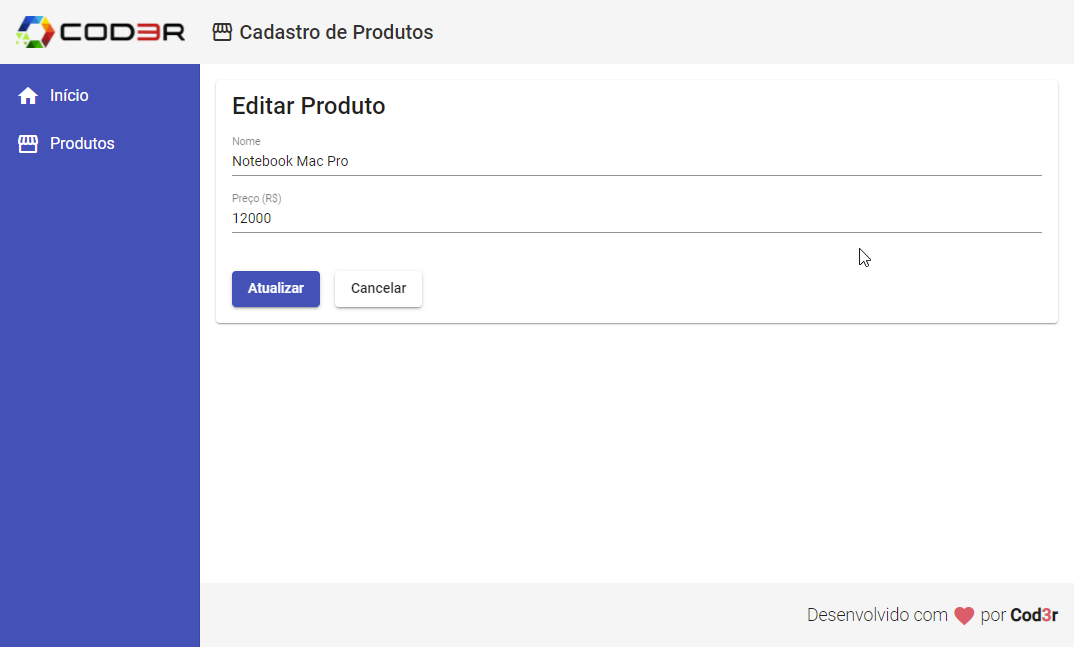 COD3R
Cadastro de Produtos
Início
Produtos
Editar Produto
Nome
Notebook Mac Pro
Preço (R$)
12000
Atualizar
Cancelar
Desenvolvido com por Cod3r